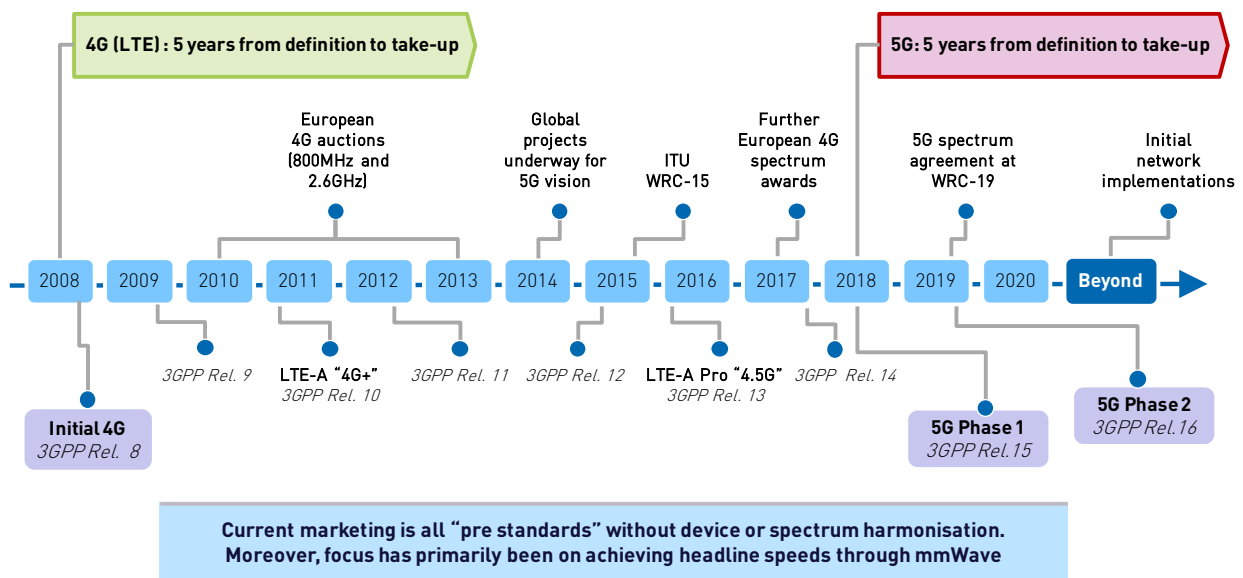 4G (LTE) : 5 years from definition to take-up
5G: 5 years from definition to take-up
European
4G auctions
(800MHz and
2.6GHz)
Global
projects
underway for
5G vision
ITU
WRC-15
Further
European 4G
spectrum
awards
5G spectrum
agreement at
WRC-19
Initial
network
implementations
2008
2009
2010
2011
2012
2013
2014
2015
2016
2017
2018
2019
2020
Beyond
3GPP Rel. 9
LTE-A “4G+”
3GPP Rel. 10
3GPP Rel. 11
3GPP Rel. 12
LTE-A Pro “4.5G”
3GPP Rel. 13
3GPP Rel. 14
Initial 4G
3GPP Rel. 8
5G Phase 1
3GPP Rel.15
5G Phase 2
3GPP Rel.16
Current marketing is all “pre standards” without device or spectrum harmonisation.
Moreover, focus has primarily been on achieving headline speeds through mmWave